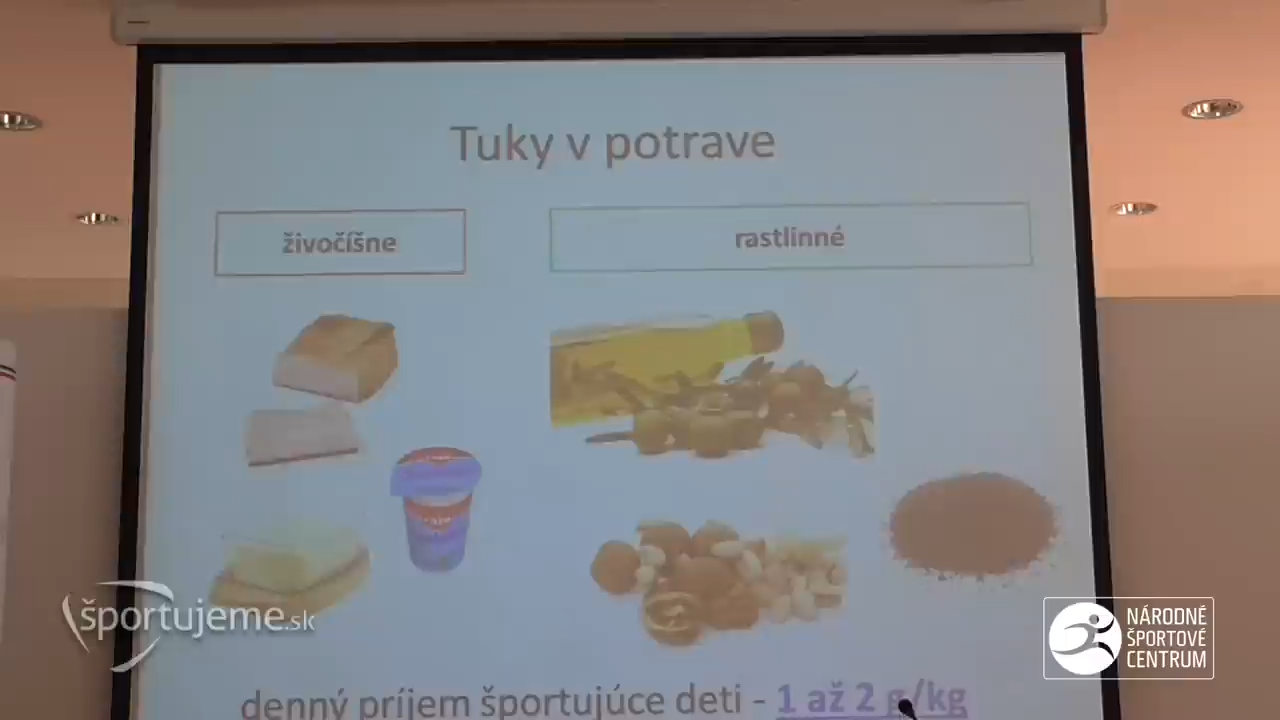 Tuky v potrave
živočíšne
rastlinné
denný príjem športujúce deti - 1 až 2 g/kg
športujeme.sk
NÁRODNÉ
ŠPORTOVÉ
CENTRUM